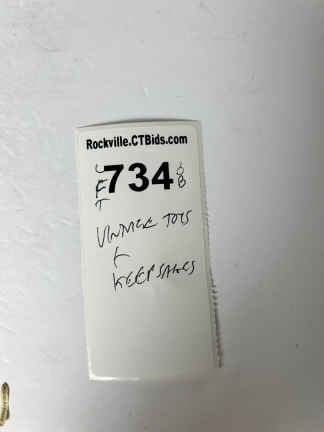 Rockville.CTBids.com
734
VINTAGE TOYS
+
KEEPSAKES